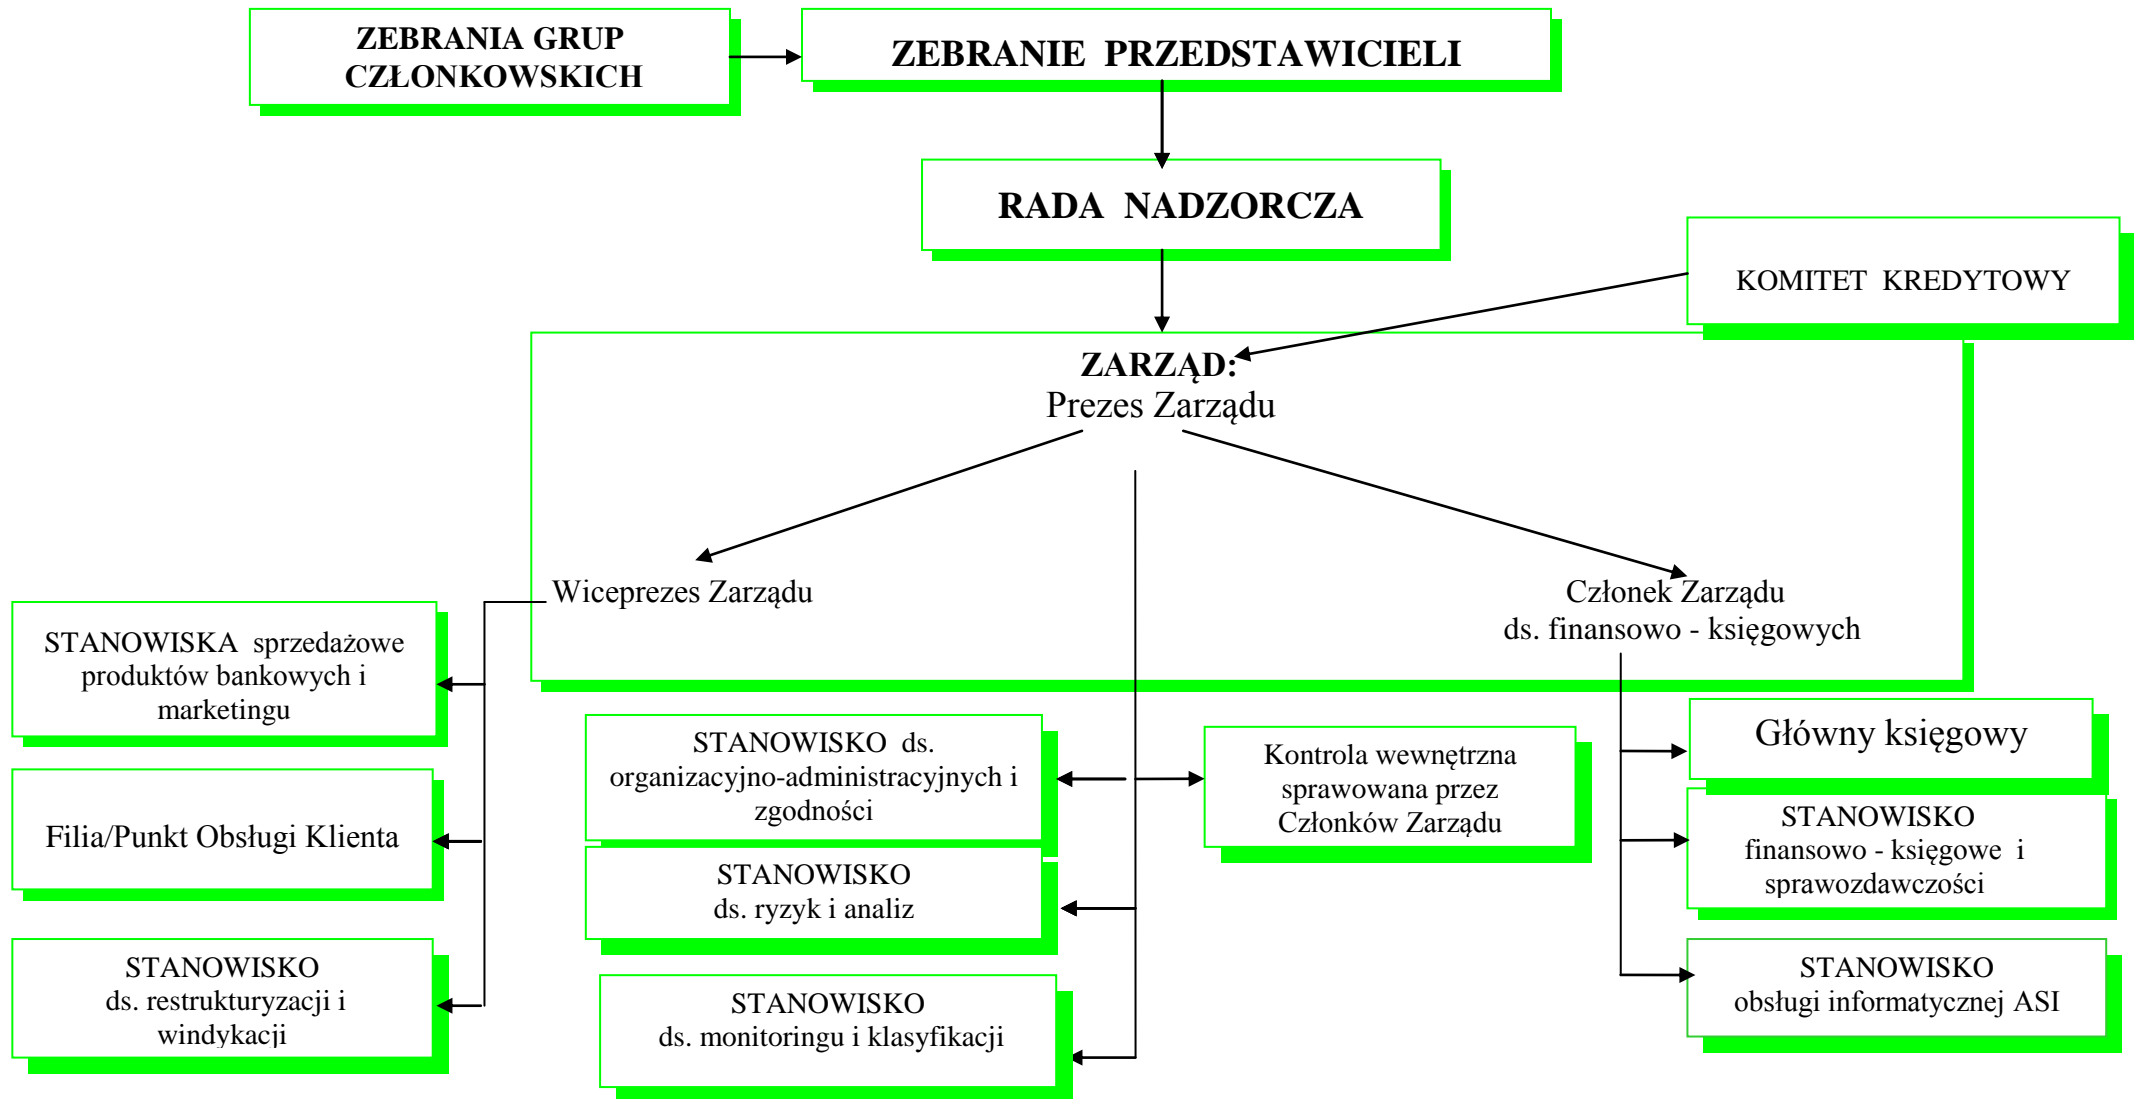 ZEBRANIA GRUP
CZŁONKOWSKICH
ZEBRANIE PRZEDSTAWICIELI
RADA NADZORCZA
KOMITET KREDYTOWY
ZARZĄD:
Prezes Zarządu
Wiceprezes Zarządu
Członek Zarządu
ds. finansowo - księgowych
STANOWISKA sprzedażowe
produktów bankowych i
marketingu
Filia/Punkt Obsługi Klienta
STANOWISKO
ds. restrukturyzacji i
windykacji
STANOWISKO ds.
organizacyjno-administracyjnych i
zgodności
STANOWISKO
ds. ryzyk i analiz
STANOWISKO
ds. monitoringu i klasyfikacji
Kontrola wewnętrzna
sprawowana przez
Członków Zarządu
Główny księgowy
STANOWISKO
finansowo - księgowe i
sprawozdawczości
STANOWISKO
obsługi informatycznej ASI